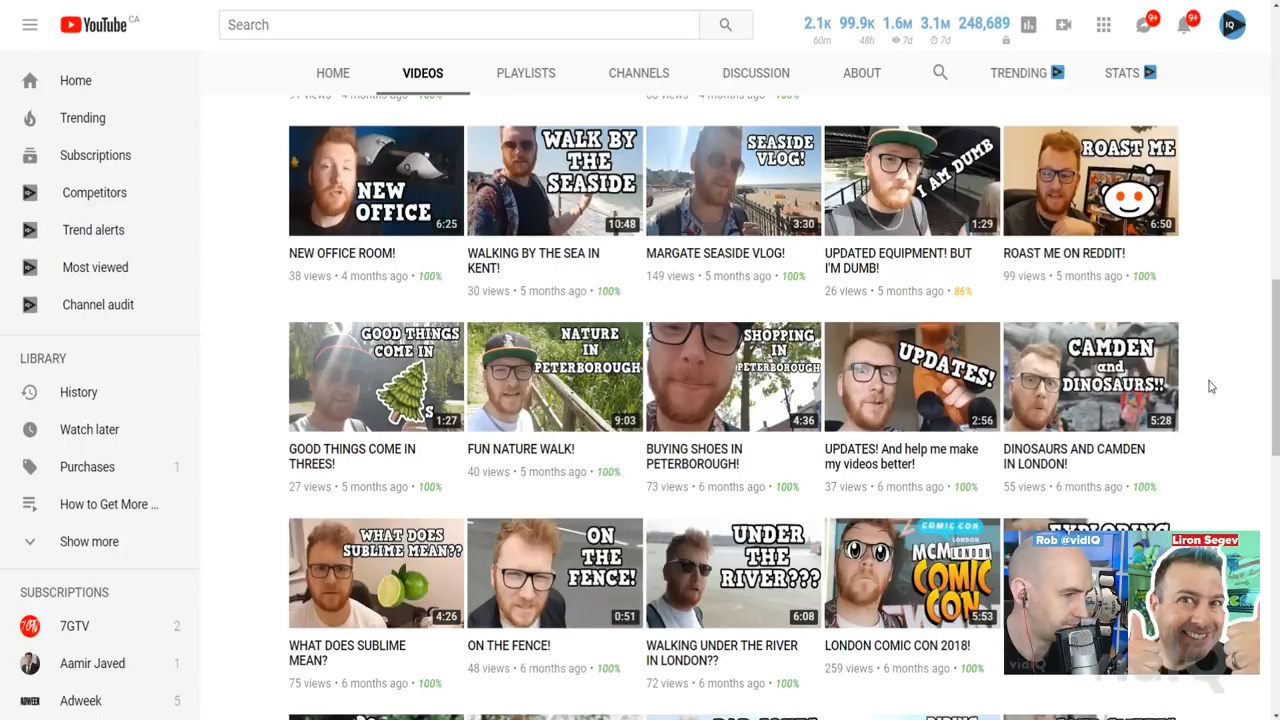 YouTube CA
Search
2.1K 99.9K 1.6M 3.1M 248,689
60m 48h 7d 7d
9+ 9+
IQ
HOME VIDEOS PLAYLISTS CHANNELS DISCUSSION ABOUT TRENDING STATS
Home
Trending
Subscriptions
Competitors
Trend alerts
Most viewed
Channel audit
LIBRARY
History
Watch later
Purchases 1
How to Get More ...
Show more
SUBSCRIPTIONS
7GTV 2
Aamir Javed 1
ADWEEK
Adweek 5
NEW
OFFICE
6:25
NEW OFFICE ROOM!
38 views • 4 months ago • 100%
WALK BY
THE
SEASIDE
10:48
WALKING BY THE SEA IN
KENT!
30 views • 5 months ago • 100%
SEASIDE
VLOG!
3:30
MARGATE SEASIDE VLOG!
149 views • 5 months ago • 100%
I AM DUMB
1:29
UPDATED EQUIPMENT! BUT
I'M DUMB!
26 views • 5 months ago • 86%
ROAST ME
6:50
ROAST ME ON REDDIT!
99 views • 5 months ago • 100%
GOOD THINGS
COME IN
S
1:27
GOOD THINGS COME IN
THREES!
27 views • 5 months ago • 100%
NATURE
IN
PETERBOROUGH
9:03
FUN NATURE WALK!
40 views • 5 months ago • 100%
SHOPPING
IN
PETERBOROUGH
4:36
BUYING SHOES IN
PETERBOROUGH!
73 views • 6 months ago • 100%
UPDATES!
2:56
UPDATES! And help me make
my videos better!
37 views • 6 months ago • 100%
CAMDEN
and
DINOSAURS!!
5:28
DINOSAURS AND CAMDEN
IN LONDON!
55 views • 6 months ago • 100%
WHAT DOES
SUBLIME MEAN??
4:26
WHAT DOES SUBLIME
MEAN?
75 views • 6 months ago • 100%
ON
THE
FENCE!
0:51
ON THE FENCE!
48 views • 6 months ago • 100%
UNDER
THE
RIVER???
6:08
WALKING UNDER THE RIVER
IN LONDON??
72 views • 6 months ago • 100%
COMIC CON
LONDON
MCM LONDON
COMIC
CON
5:53
LONDON COMIC CON 2018!
259 views • 6 months ago • 100%
EXPLORING
Rob @vidIQ
Liron Segev
vidIQ